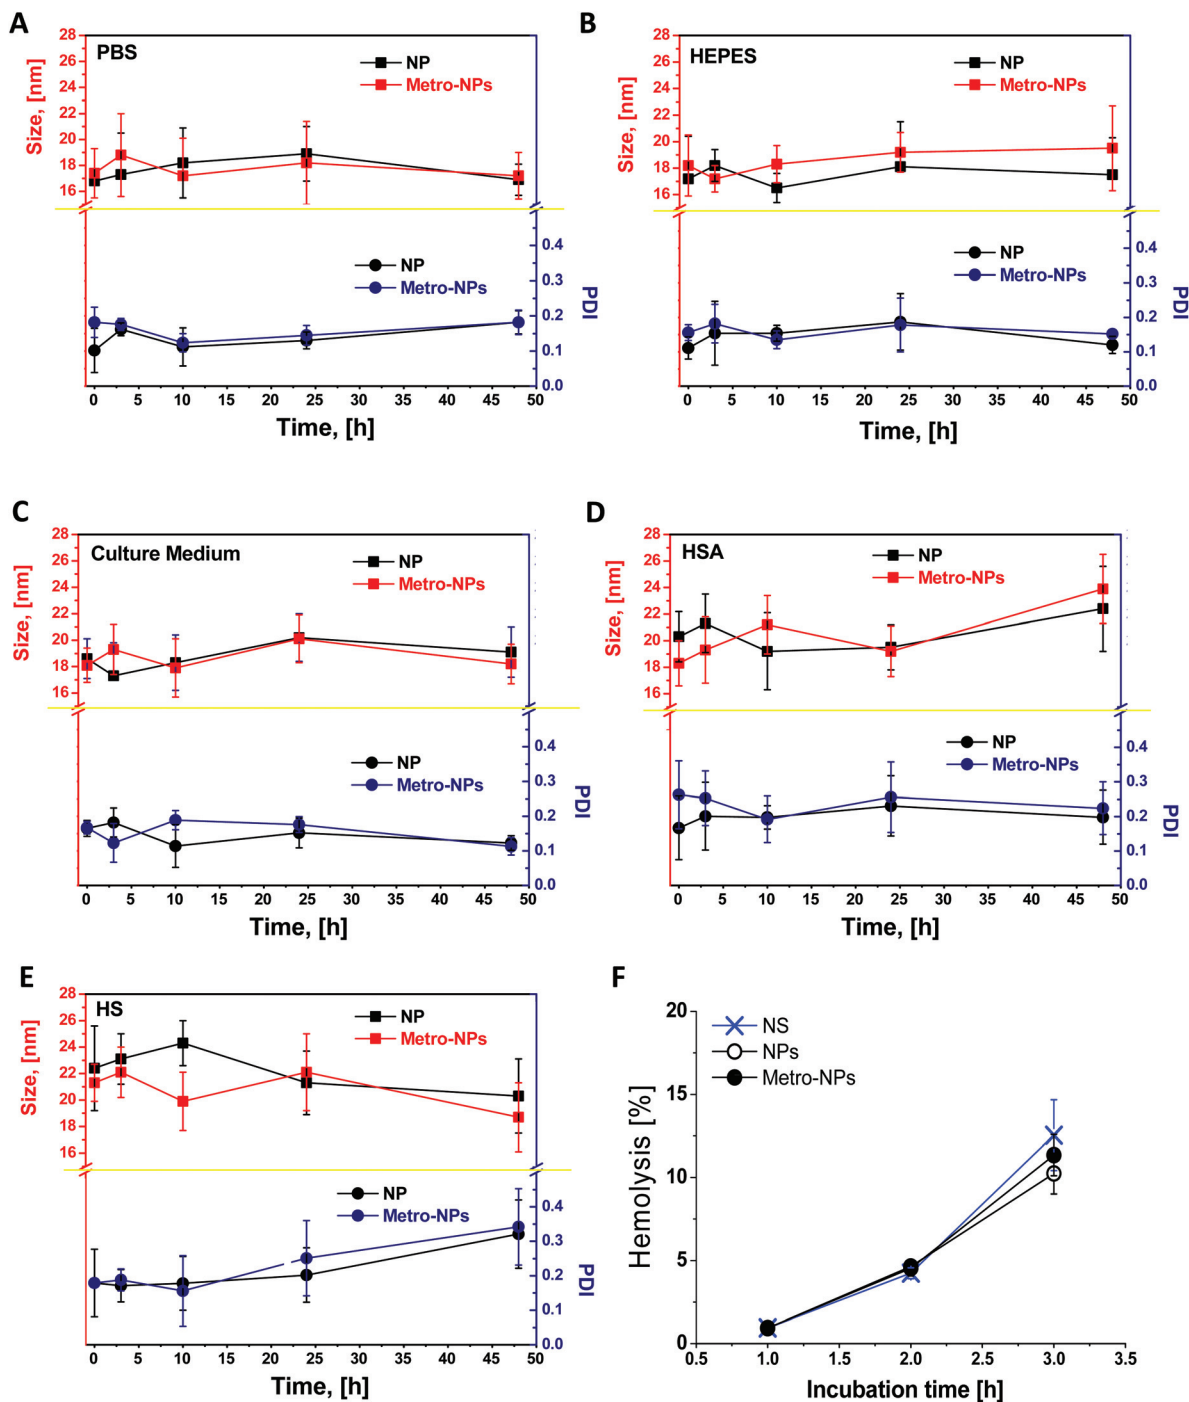 A
PBS
NP
Metro-NPs
Size, [nm]
28
26
24
22
20
18
16
NP
Metro-NPs
PDI
0.4
0.3
0.2
0.1
0.0
0 5 10 15 20 25 30 35 40 45 50
Time, [h]
B
HEPES
NP
Metro-NPs
Size, [nm]
28
26
24
22
20
18
16
NP
Metro-NPs
PDI
0.4
0.3
0.2
0.1
0.0
0 5 10 15 20 25 30 35 40 45 50
Time, [h]
C
Culture Medium
NP
Metro-NPs
Size, [nm]
28
26
24
22
20
18
16
NP
Metro-NPs
PDI
0.4
0.3
0.2
0.1
0.0
0 5 10 15 20 25 30 35 40 45 50
Time, [h]
D
HSA
NP
Metro-NPs
Size, [nm]
28
26
24
22
20
18
16
NP
Metro-NPs
PDI
0.4
0.3
0.2
0.1
0.0
0 5 10 15 20 25 30 35 40 45 50
Time, [h]
E
HS
NP
Metro-NPs
Size, [nm]
28
26
24
22
20
18
16
NP
Metro-NPs
PDI
0.4
0.3
0.2
0.1
0.0
0 5 10 15 20 25 30 35 40 45 50
Time, [h]
F
NS
NPs
Metro-NPs
Hemolysis [%]
20
15
10
5
0
0.5 1.0 1.5 2.0 2.5 3.0 3.5
Incubation time [h]